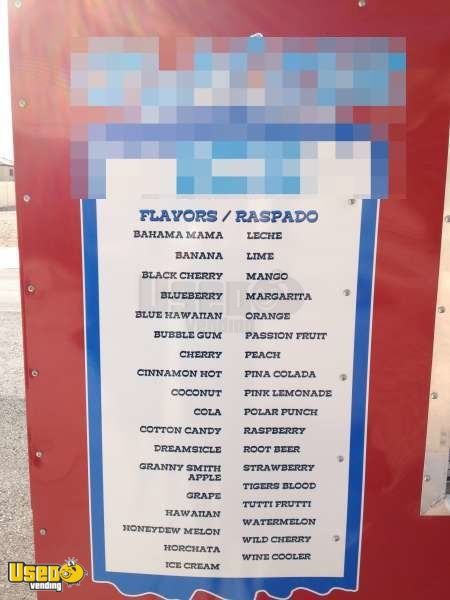 FLAVORS / RASPADO
BAHAMA MAMA
BANANA
BLACK CHERRY
BLUEBERRY
BLUE HAWAIIAN
BUBBLE GUM
CHERRY
CINNAMON HOT
COCONUT
COLA
COTTON CANDY
DREAMSICLE
GRANNY SMITH
APPLE
GRAPE
HAWAIIAN
HONEYDEW MELON
HORCHATA
ICE CREAM
LECHE
LIME
MANGO
MARGARITA
ORANGE
PASSION FRUIT
PEACH
PINA COLADA
PINK LEMONADE
POLAR PUNCH
RASPBERRY
ROOT BEER
STRAWBERRY
TIGERS BLOOD
TUTTI FRUTTI
WATERMELON
WILD CHERRY
WINE COOLER
Used
vending
Used
vending